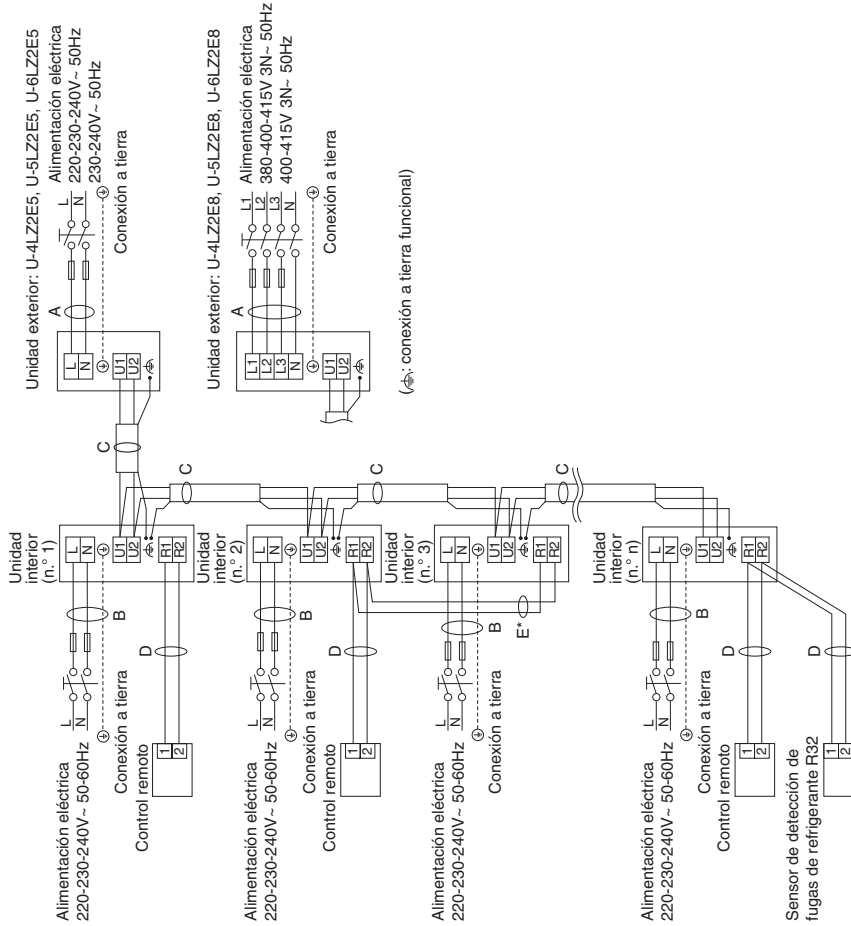 Unidad exterior: U-4LZ2E5, U-5LZ2E5, U-6LZ2E5
Alimentación eléctrica
220-230-240V~ 50Hz
230-240V~ 50Hz
A
L
N
L
N
Conexión a tierra
U1
U2
C
Unidad exterior: U-4LZ2E8, U-5LZ2E8, U-6LZ2E8
Alimentación eléctrica
380-400-415V 3N~ 50Hz
400-415V 3N~ 50Hz
A
L1
L2
L3
N
L1
L2
L3
N
Conexión a tierra
U1
U2
(: conexión a tierra funcional)
Unidad
interior
(n.° 1)
Alimentación eléctrica
220-230-240V~ 50-60Hz
L
N
B
L
N
Conexión a tierra
U1
U2
C
Control remoto
1
2
D
R1
R2
Unidad
interior
(n.° 2)
Alimentación eléctrica
220-230-240V~ 50-60Hz
L
N
B
L
N
Conexión a tierra
U1
U2
C
Control remoto
1
2
D
R1
R2
Unidad
interior
(n.° 3)
Alimentación eléctrica
220-230-240V~ 50-60Hz
L
N
B
L
N
Conexión a tierra
E*
U1
U2
C
R1
R2
Unidad
interior
(n.° n)
Alimentación eléctrica
220-230-240V~ 50-60Hz
L
N
B
L
N
Conexión a tierra
U1
U2
Control remoto
1
2
D
R1
R2
Sensor de detección de
fugas de refrigerante R32
1
2
D